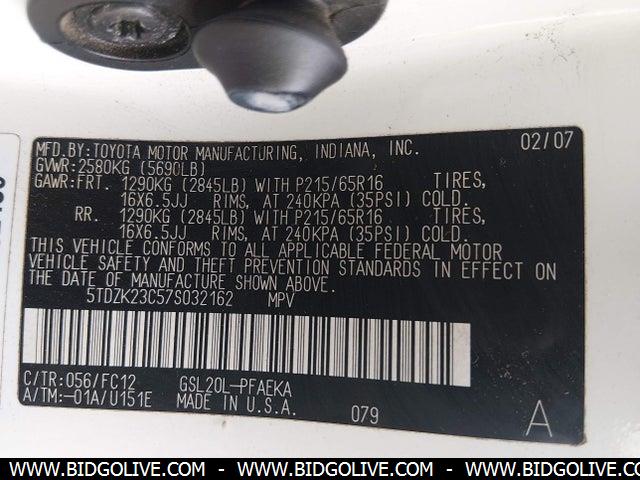 MFD.BY:TOYOTA MOTOR MANUFACTURING, INDIANA, INC. 02/07
GVWR:2580KG (5690LB)
GAWR:FRT. 1290KG (2845LB) WITH P215/65R16 TIRES,
16X6.5JJ RIMS, AT 240KPA (35PSI) COLD.
RR. 1290KG (2845LB) WITH P215/65R16 TIRES,
16X6.5JJ RIMS, AT 240KPA (35PSI) COLD.
THIS VEHICLE CONFORMS TO ALL APPLICABLE FEDERAL MOTOR
VEHICLE SAFETY AND THEFT PREVENTION STANDARDS IN EFFECT ON
THE DATE OF MANUFACTURE SHOWN ABOVE.
5TDZK23C57S032162 MPV
C/TR:056/FC12 GSL20L-PFAEKA
A/TM:-01A/U151E MADE IN U.S.A. 079 A
WWW.BIDGOLIVE.COM - WWW.BIDGOLIVE.COM - WWW.BIDGOLIVE.COM